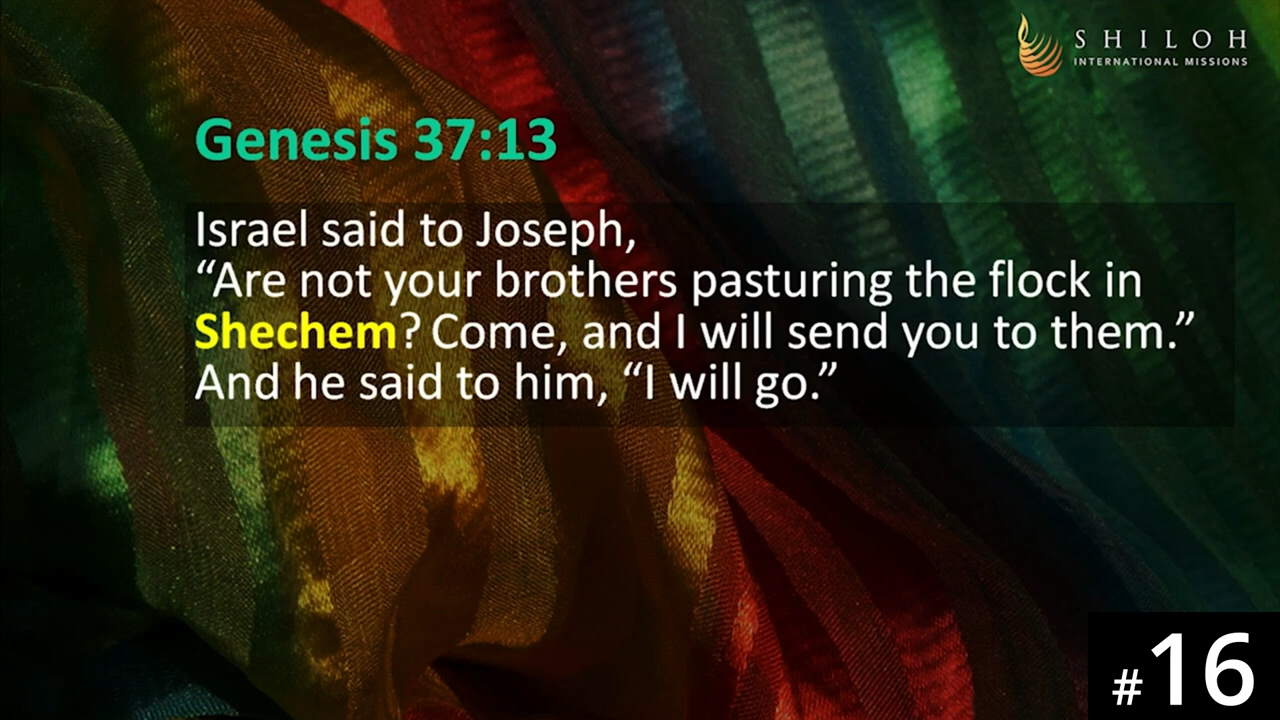 SHILOH
INTERNATIONAL MISSIONS
Genesis 37:13
Israel said to Joseph,
“Are not your brothers pasturing the flock in
Shechem? Come, and I will send you to them.”
And he said to him, “I will go.”
#16